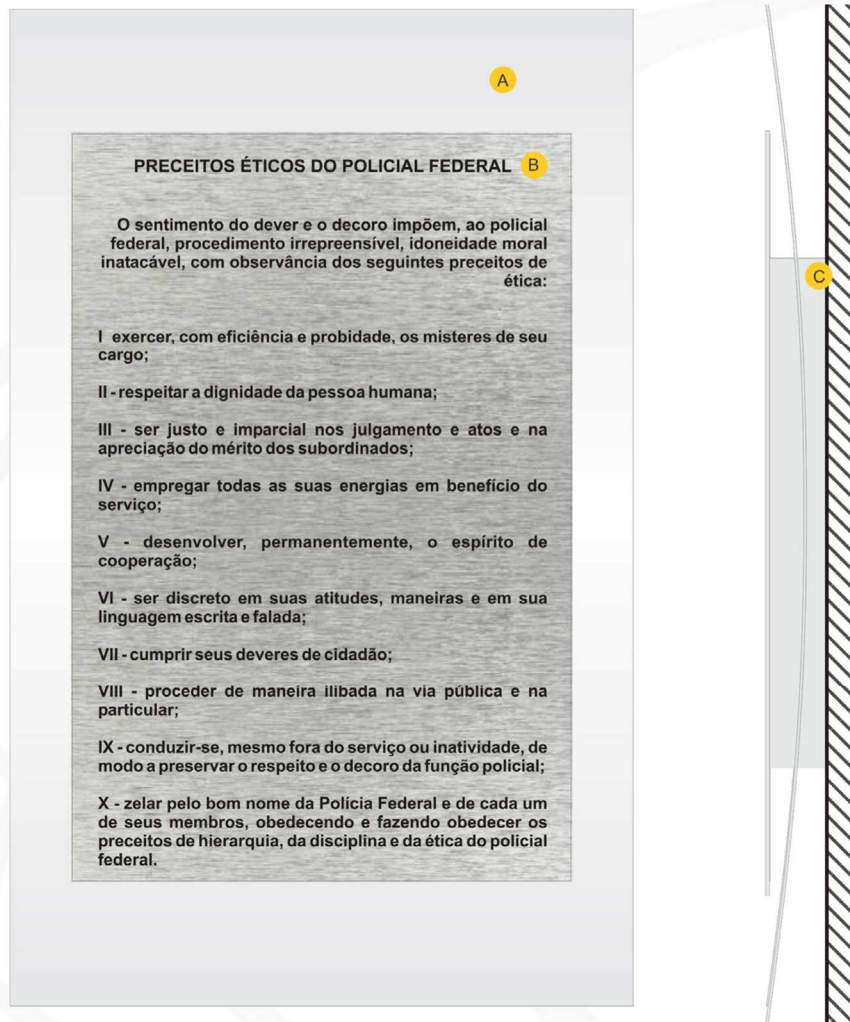 A
PRECEITOS ÉTICOS DO POLICIAL FEDERAL B
O sentimento do dever e o decoro impõem, ao policial
federal, procedimento irrepreensível, idoneidade moral
inatacável, com observância dos seguintes preceitos de
ética:
C
I exercer, com eficiência e probidade, os misteres de seu
cargo;
II - respeitar a dignidade da pessoa humana;
III - ser justo e imparcial nos julgamento e atos e na
apreciação do mérito dos subordinados;
IV - empregar todas as suas energias em benefício do
serviço;
V - desenvolver, permanentemente, o espírito de
cooperação;
VI - ser discreto em suas atitudes, maneiras e em sua
linguagem escrita e falada;
VII - cumprir seus deveres de cidadão;
VIII - proceder de maneira ilibada na via pública e na
particular;
IX - conduzir-se, mesmo fora do serviço ou inatividade, de
modo a preservar o respeito e o decoro da função policial;
X - zelar pelo bom nome da Polícia Federal e de cada um
de seus membros, obedecendo e fazendo obedecer os
preceitos de hierarquia, da disciplina e da ética do policial
federal.